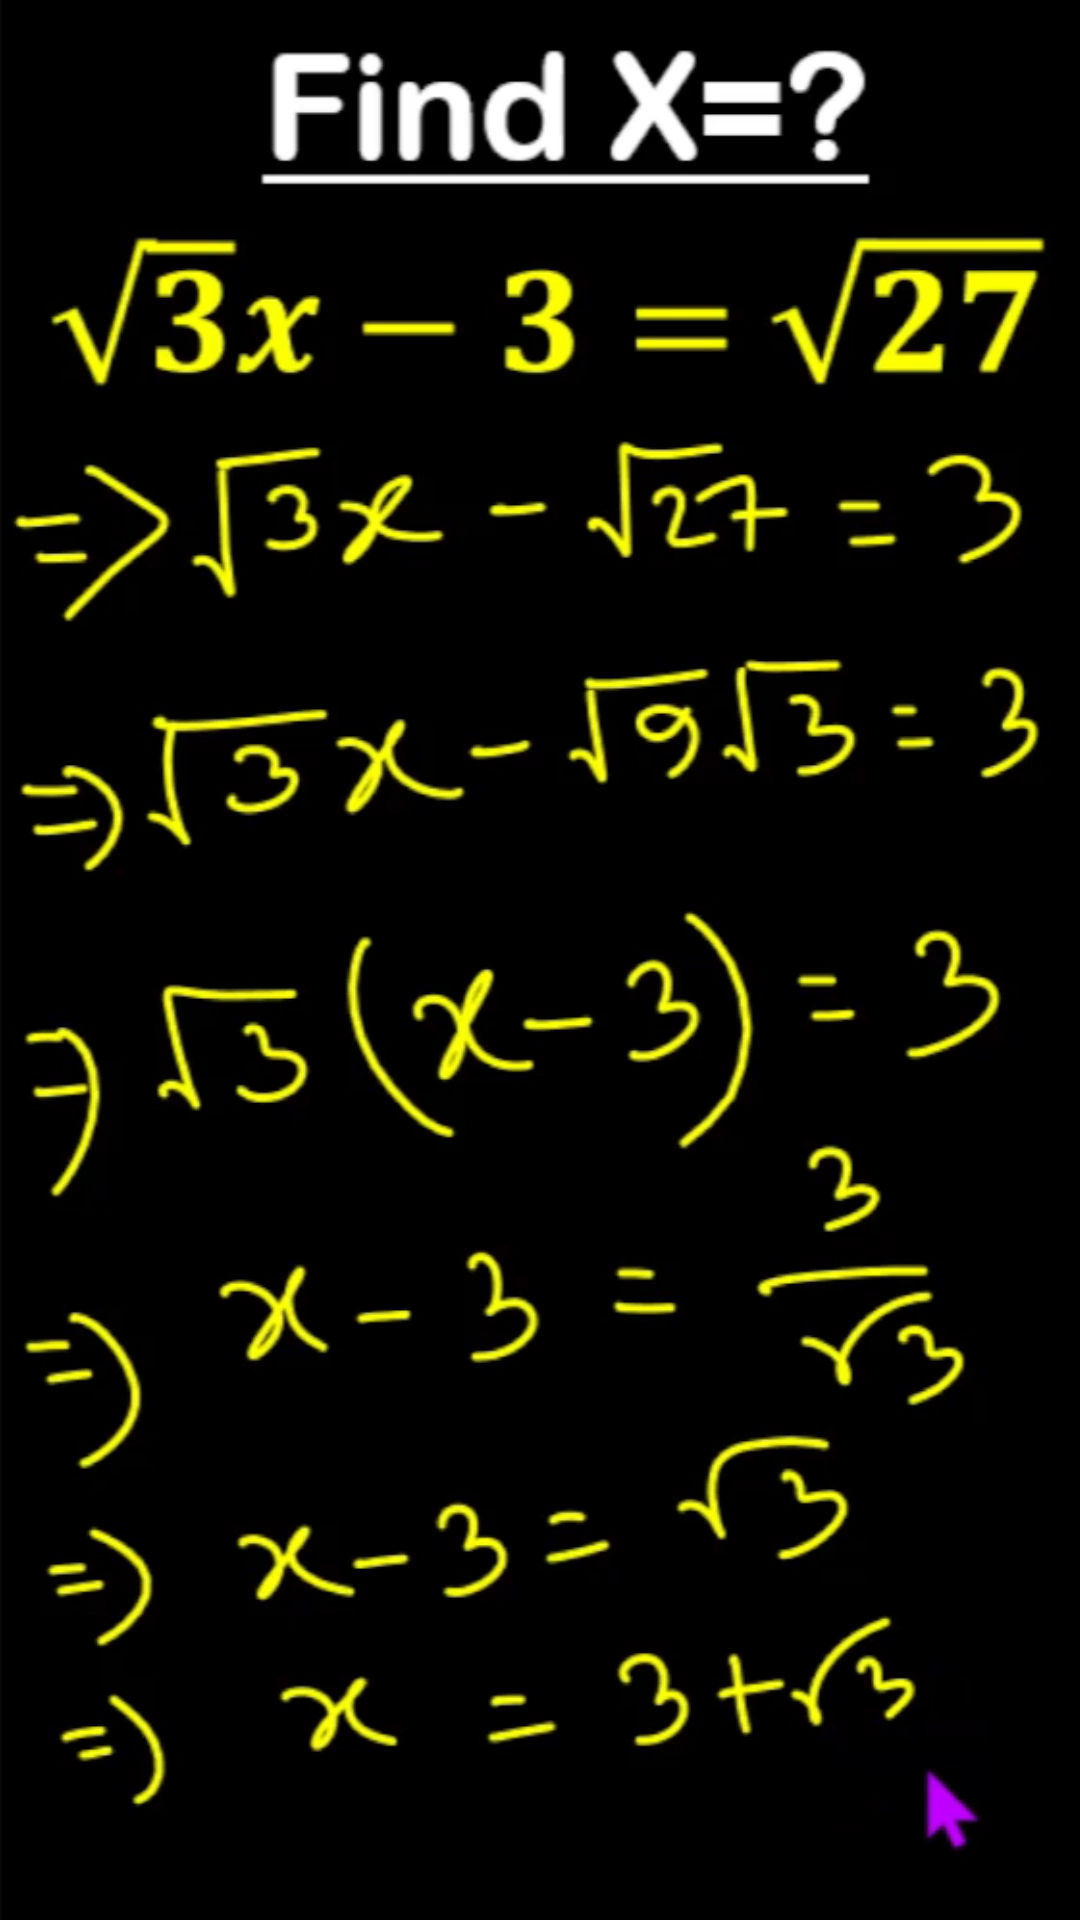 Find X=?
√3x − 3 = √27
=> √3x - √27 = 3
=> √3x - √9√3 = 3
=> √3(x-3) = 3
=> x-3 = 3/√3
=> x-3 = √3
=> x = 3+√3